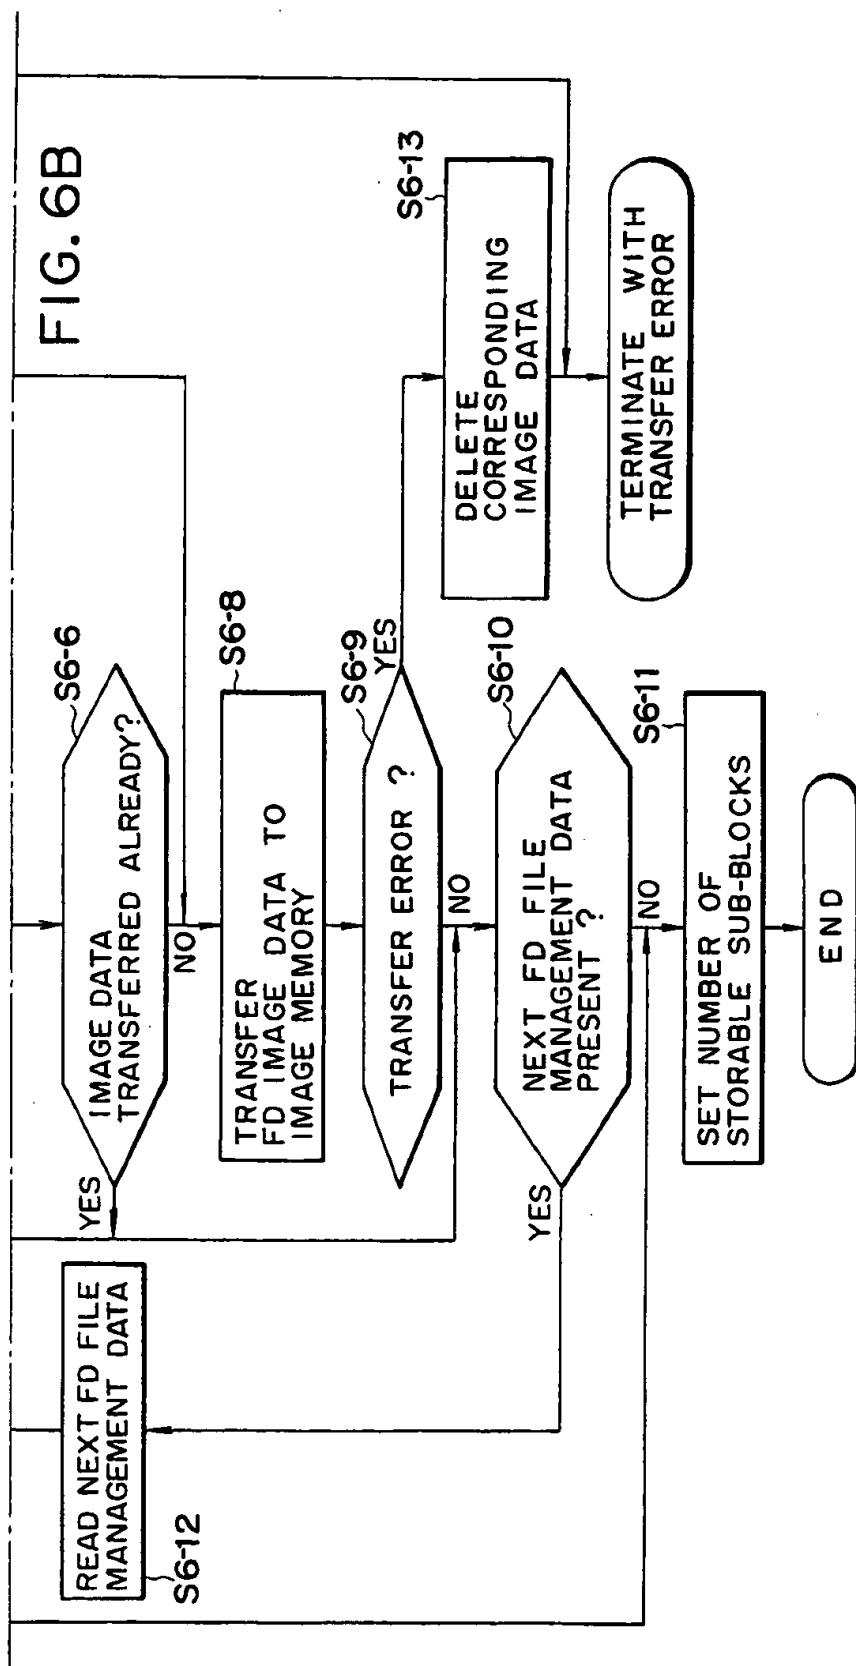 FIG. 6B
S6-6
IMAGE DATA
TRANSFERRED ALREADY?
YES
NO
READ NEXT FD FILE
MANAGEMENT DATA
S6-12
S6-8
TRANSFER
FD IMAGE DATA TO
IMAGE MEMORY
S6-9
TRANSFER ERROR ?
YES
NO
S6-13
DELETE
CORRESPONDING
IMAGE DATA
TERMINATE WITH
TRANSFER ERROR
S6-10
NEXT FD FILE
MANAGEMENT DATA
PRESENT ?
YES
NO
S6-11
SET NUMBER OF
STORABLE SUB-BLOCKS
END